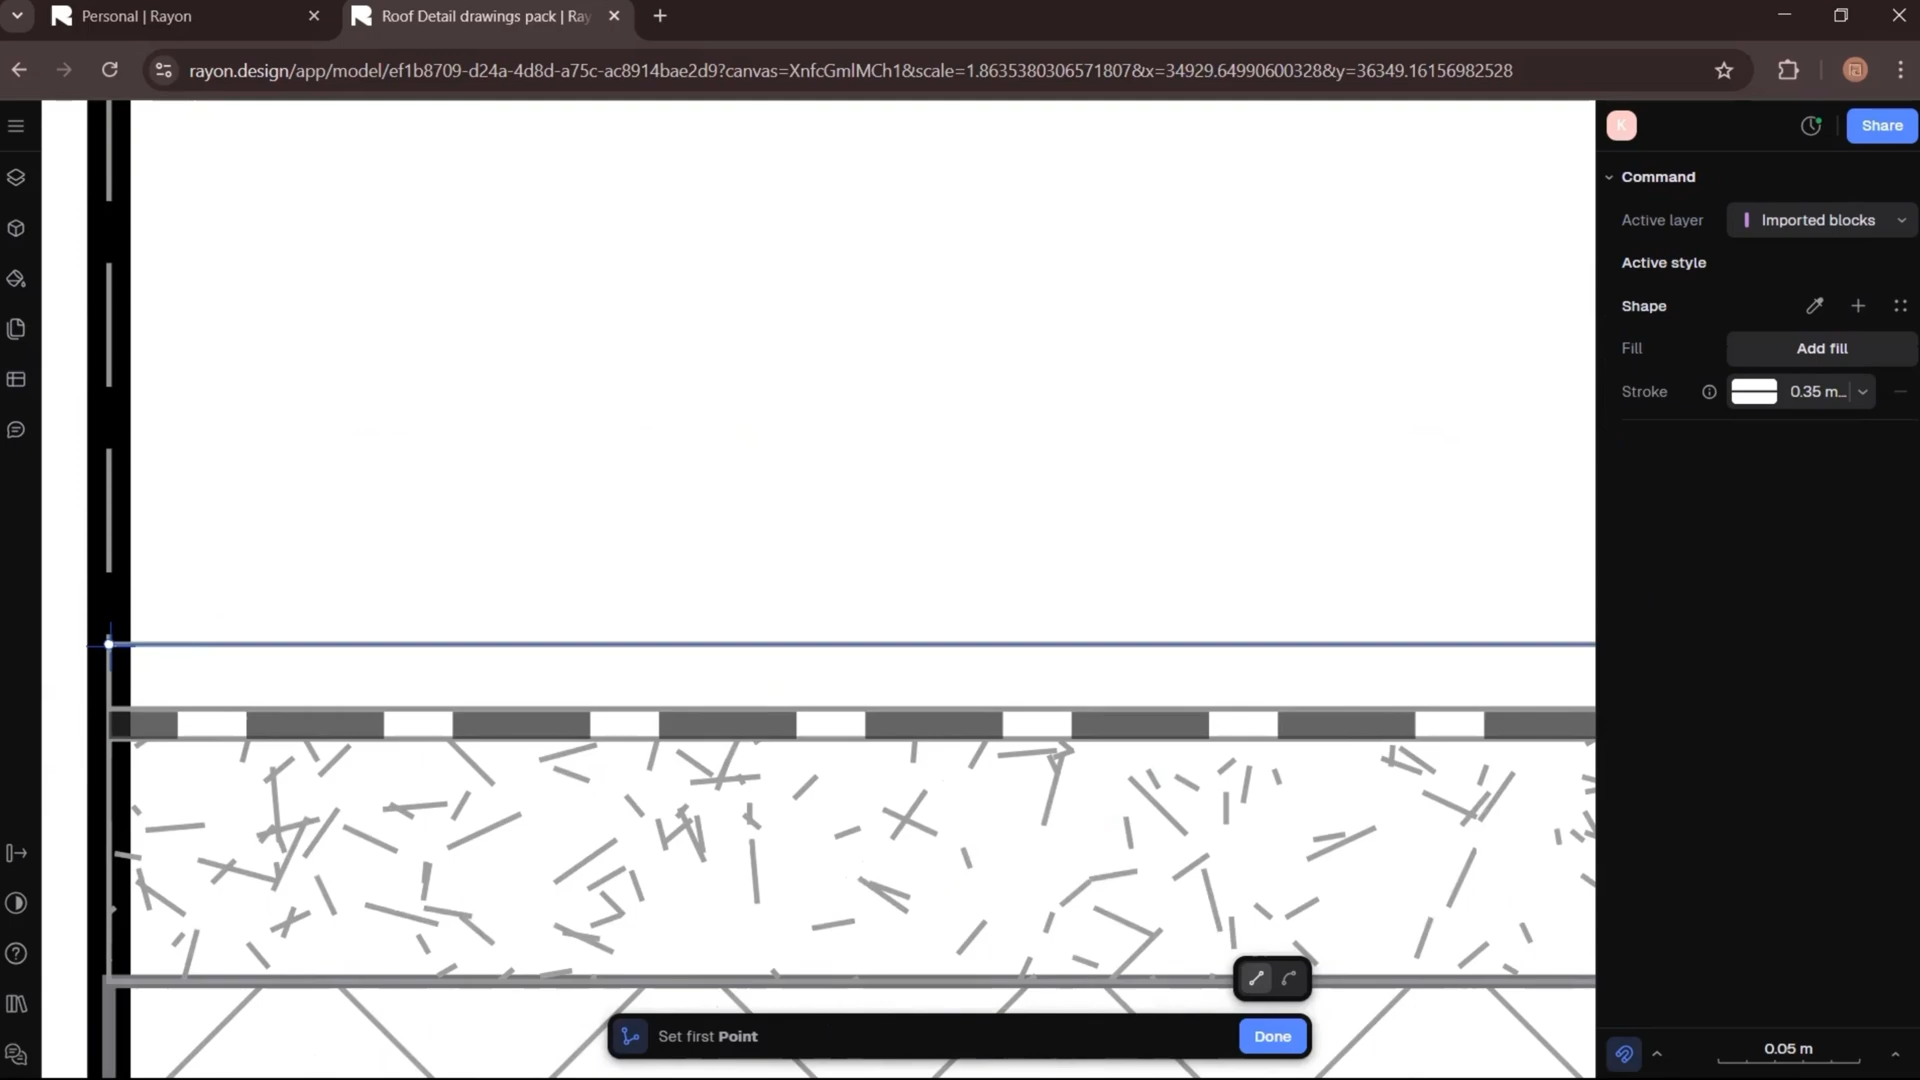 Personal | Rayon
Roof Detail drawings pack | Ray
rayon.design/app/model/ef1b8709-d24a-4d8d-a75c-ac8914bae2d9?canvas=XnfcGmlMCh1&scale=1.8635380306571807&x=34929.64990600328&y=36349.16156982528
K
Share
Command
Active layer
Imported blocks
Active style
Shape
Fill
Add fill
Stroke
0.35 m...
Set first Point
Done
0.05 m